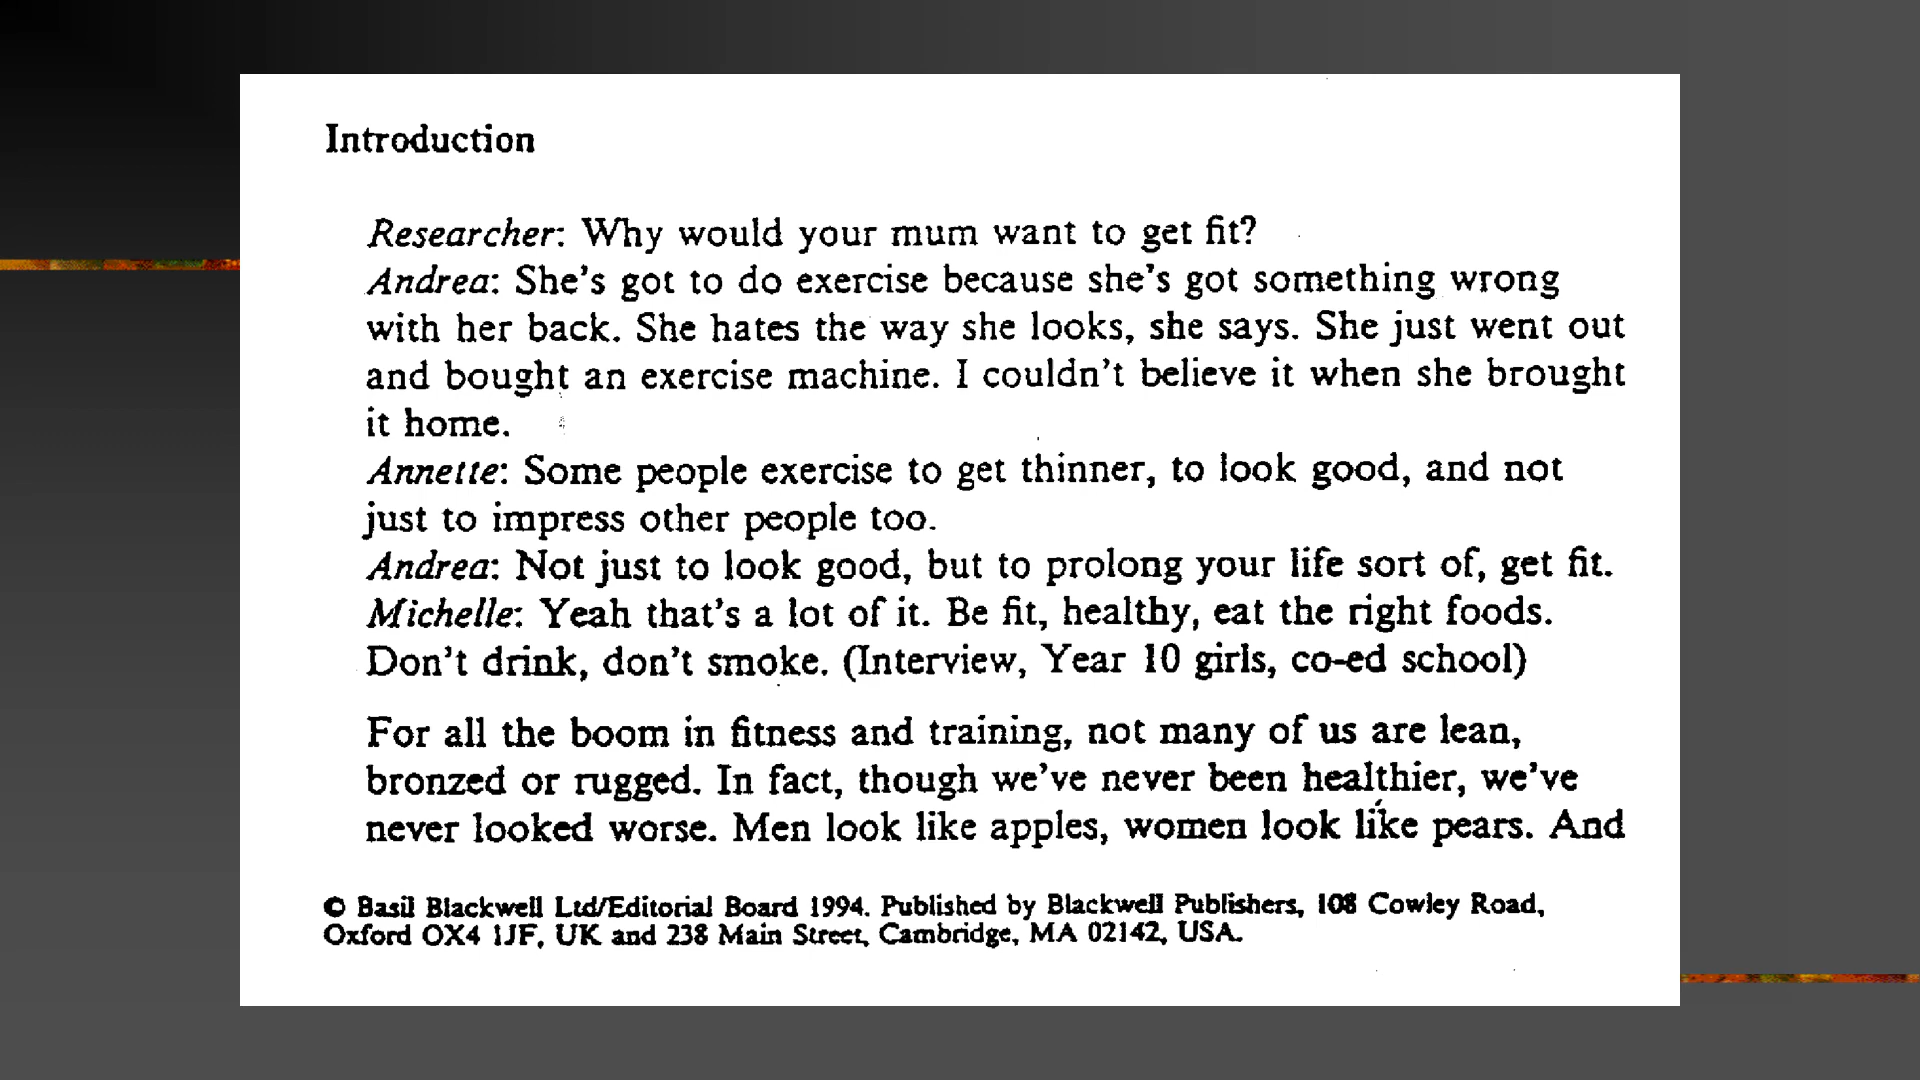 Introduction
Researcher: Why would your mum want to get fit?
Andrea: She's got to do exercise because she's got something wrong
with her back. She hates the way she looks, she says. She just went out
and bought an exercise machine. I couldn't believe it when she brought
it home.
Annette: Some people exercise to get thinner, to look good, and not
just to impress other people too.
Andrea: Not just to look good, but to prolong your life sort of, get fit.
Michelle: Yeah that's a lot of it. Be fit, healthy, eat the right foods.
Don't drink, don't smoke. (Interview, Year 10 girls, co-ed school)
For all the boom in fitness and training, not many of us are lean,
bronzed or rugged. In fact, though we've never been healthier, we've
never looked worse. Men look like apples, women look like pears. And
© Basil Blackwell Ltd/Editorial Board 1994. Published by Blackwell Publishers, 108 Cowley Road,
Oxford OX4 1JF, UK and 238 Main Street, Cambridge, MA 02142, USA.